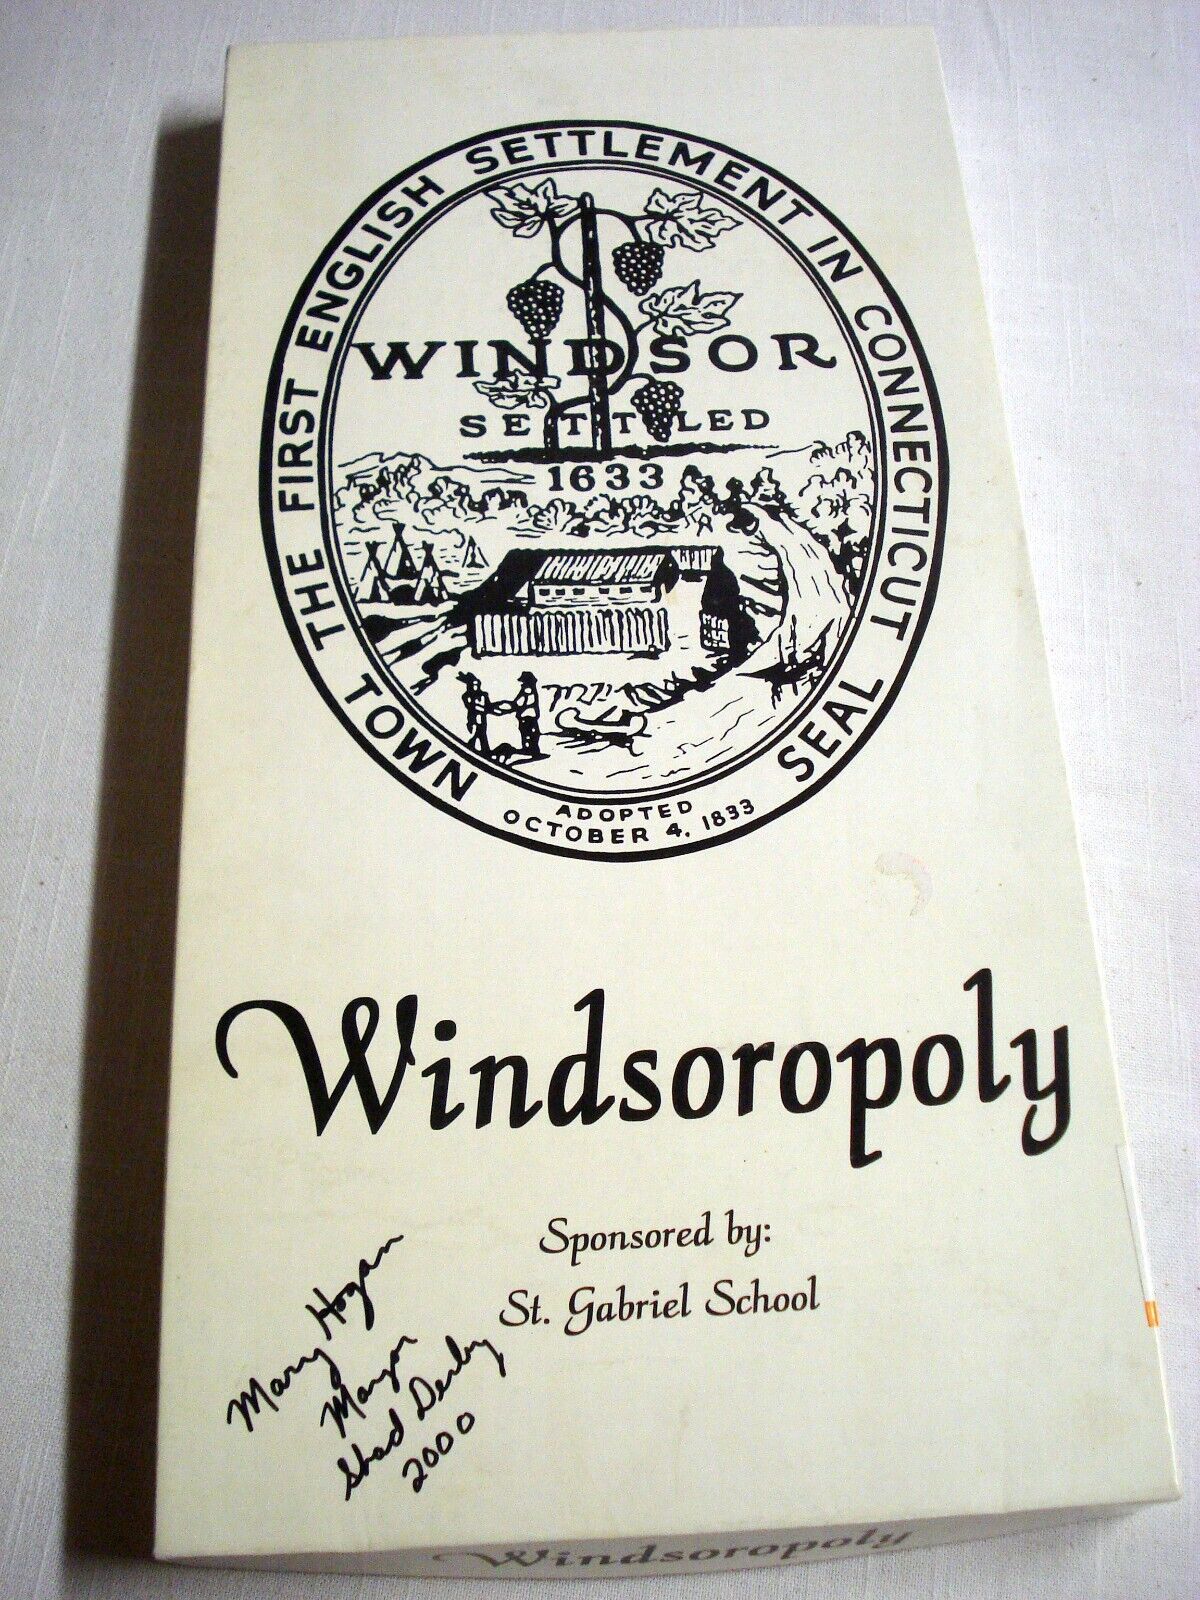 THE FIRST ENGLISH SETTLEMENT IN CONNECTICUT
WINDSOR
SETTLED
1633
TOWN SEAL
ADOPTED
OCTOBER 4, 1833
Windsoropoly
Sponsored by:
St. Gabriel School
Mary Hogan
Mayor
Shad Derby
2000
Windsoropoly